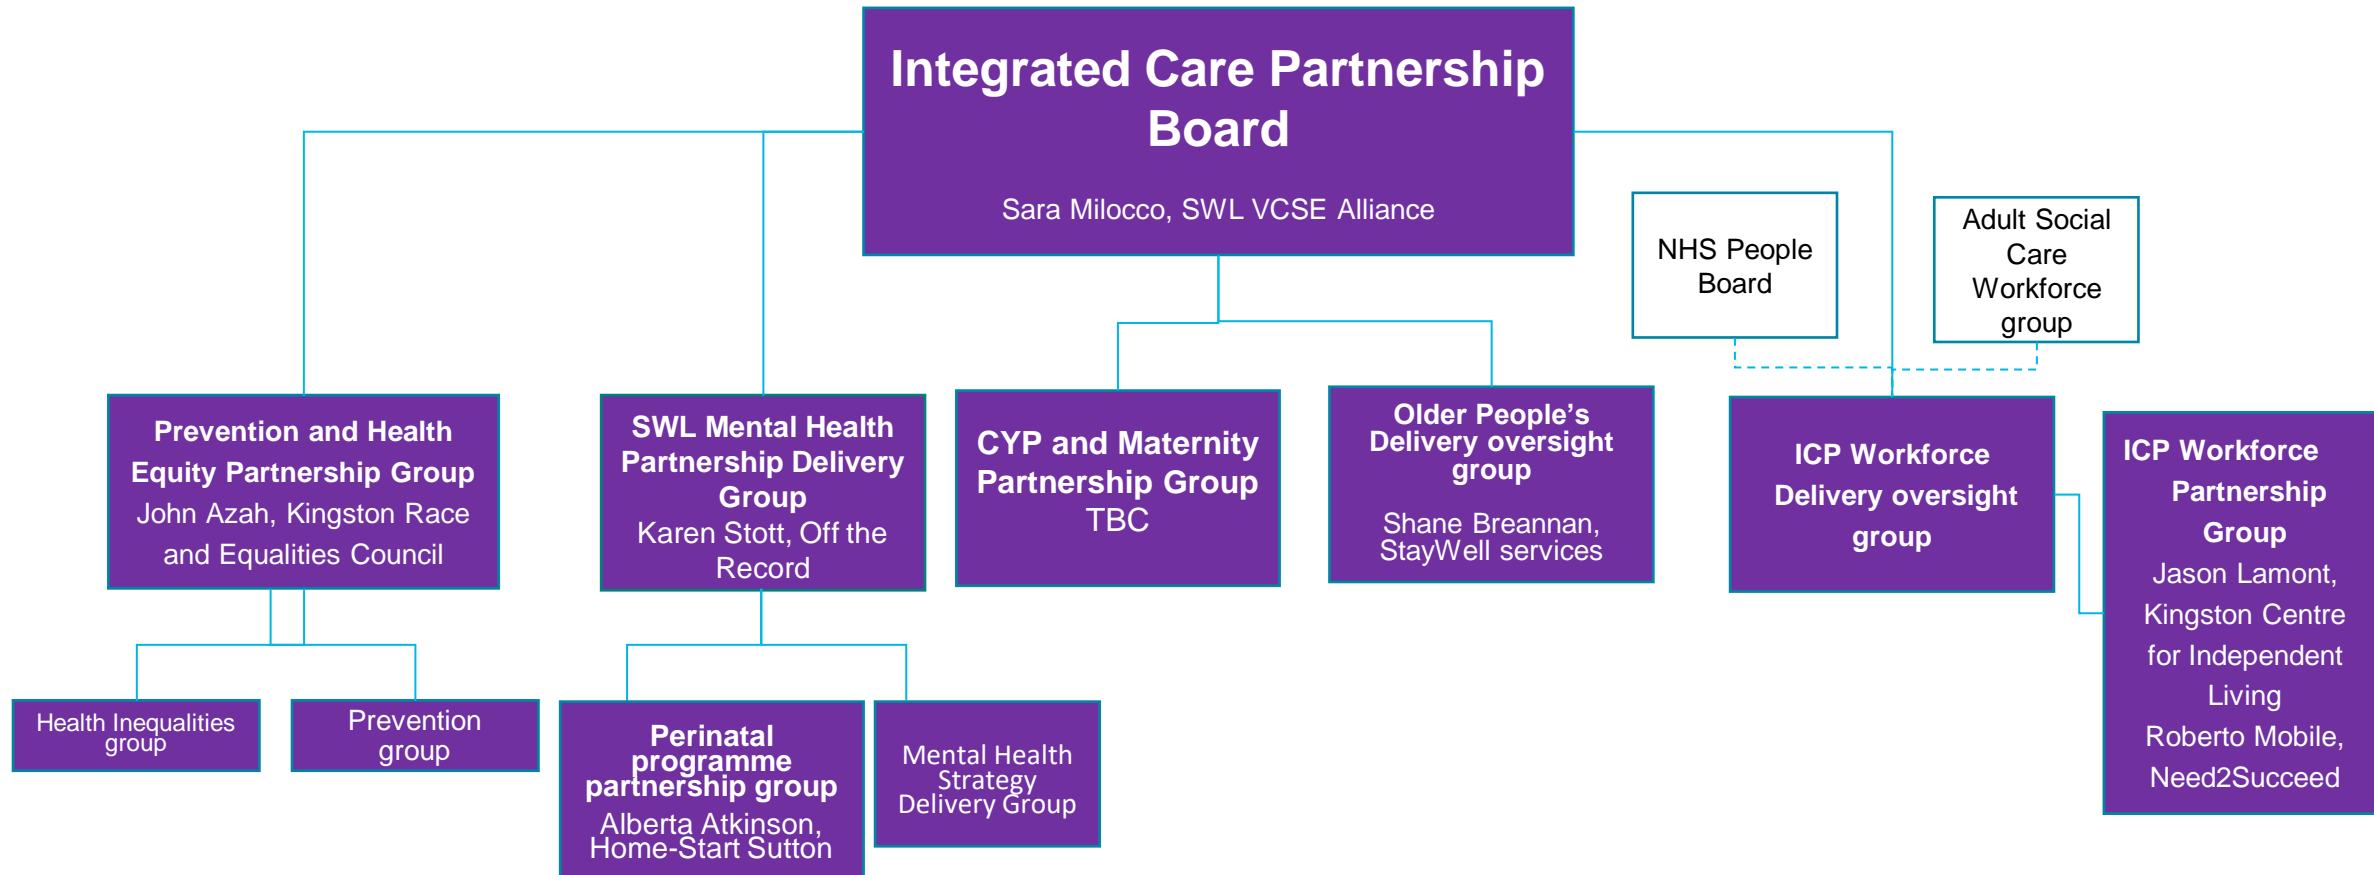 Integrated Care Partnership
Board
Sara Milocco, SWL VCSE Alliance
NHS People
Board
Adult Social
Care
Workforce
group
Prevention and Health
Equity Partnership Group
John Azah, Kingston Race
and Equalities Council
SWL Mental Health
Partnership Delivery
Group
Karen Stott, Off the
Record
CYP and Maternity
Partnership Group
TBC
Older People’s
Delivery oversight
group
Shane Breannan,
StayWell services
ICP Workforce
Delivery oversight
group
ICP Workforce
Partnership
Group
Jason Lamont,
Kingston Centre
for Independent
Living
Roberto Mobile,
Need2Succeed
Health Inequalities
group
Prevention
group
Perinatal
programme
partnership group
Alberta Atkinson,
Home-Start Sutton
Mental Health
Strategy
Delivery Group